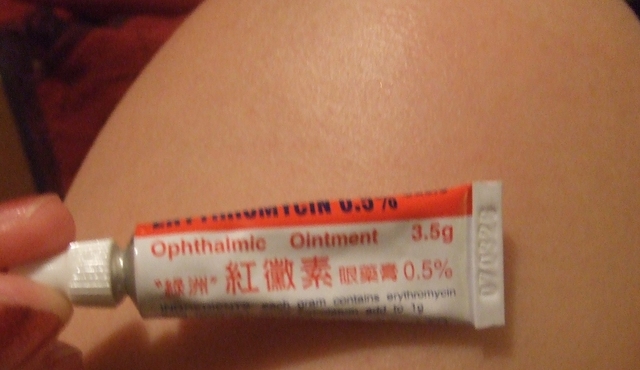 ERYTHROMYCIN 0.5%
Ophthalmic Ointment 3.5g
"綠洲" 紅黴素 眼藥膏 0.5%
each gram contains erythromycin
add to 1g
070326